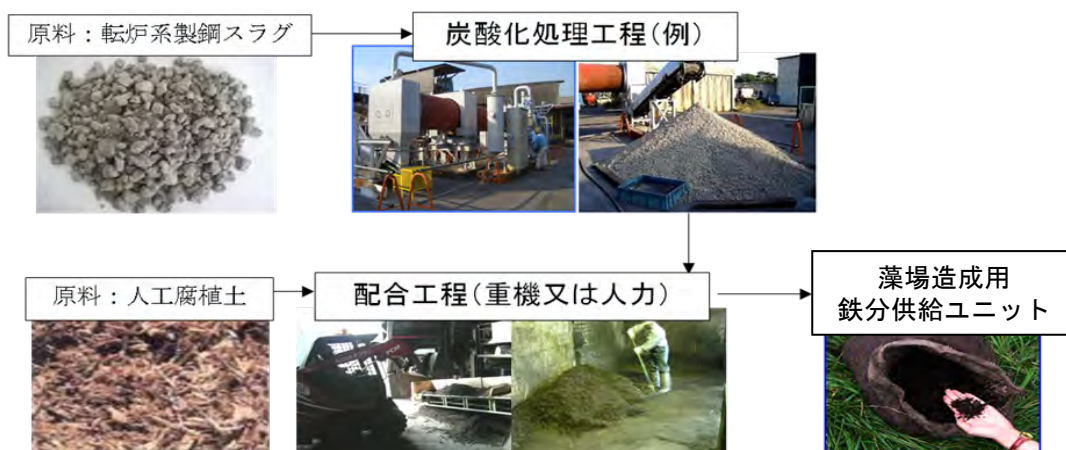 原料：転炉系製鋼スラグ
炭酸化処理工程(例)
原料：人工腐植土
配合工程(重機又は人力)
藻場造成用
鉄分供給ユニット